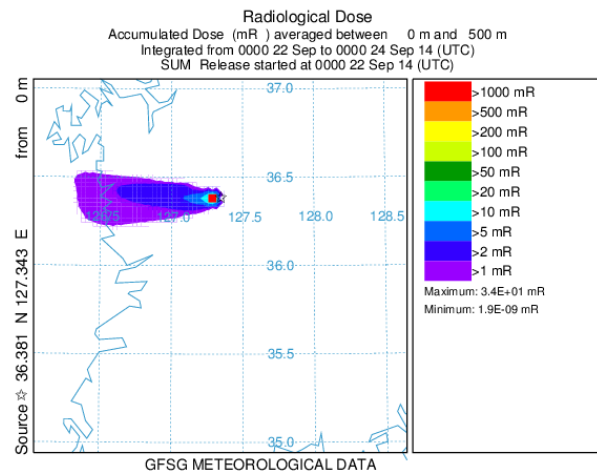 Radiological Dose
Accumulated Dose (mR ) averaged between 0 m and 500 m
Integrated from 0000 22 Sep to 0000 24 Sep 14 (UTC)
SUM Release started at 0000 22 Sep 14 (UTC)
Source ☆ 36.381 N 127.343 E from 0 m
37.0
36.5
126.5 127.0 127.5 128.0 128.5
36.0
35.5
35.0
>1000 mR
>500 mR
>200 mR
>100 mR
>50 mR
>20 mR
>10 mR
>5 mR
>2 mR
>1 mR
Maximum: 3.4E+01 mR
Minimum: 1.9E-09 mR
GFSG METEOROLOGICAL DATA